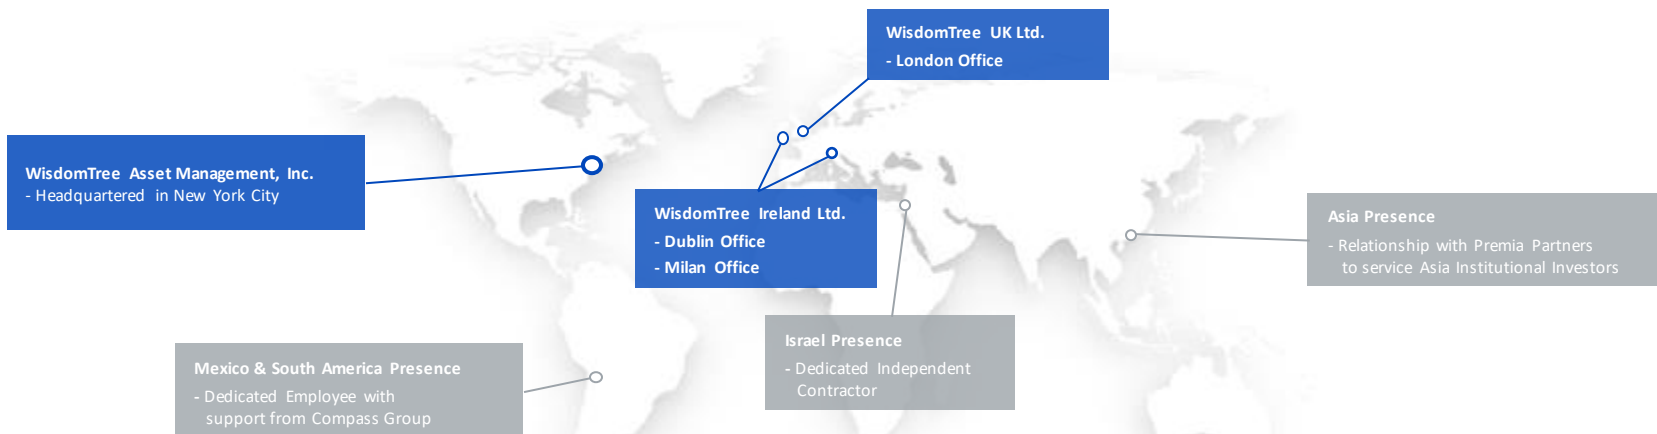 WisdomTree UK Ltd.
- London Office
WisdomTree Asset Management, Inc.
- Headquartered in New York City
WisdomTree Ireland Ltd.
- Dublin Office
- Milan Office
Asia Presence
- Relationship with Premia Partners
to service Asia Institutional Investors
Israel Presence
- Dedicated Independent
Contractor
Mexico & South America Presence
- Dedicated Employee with
support from Compass Group